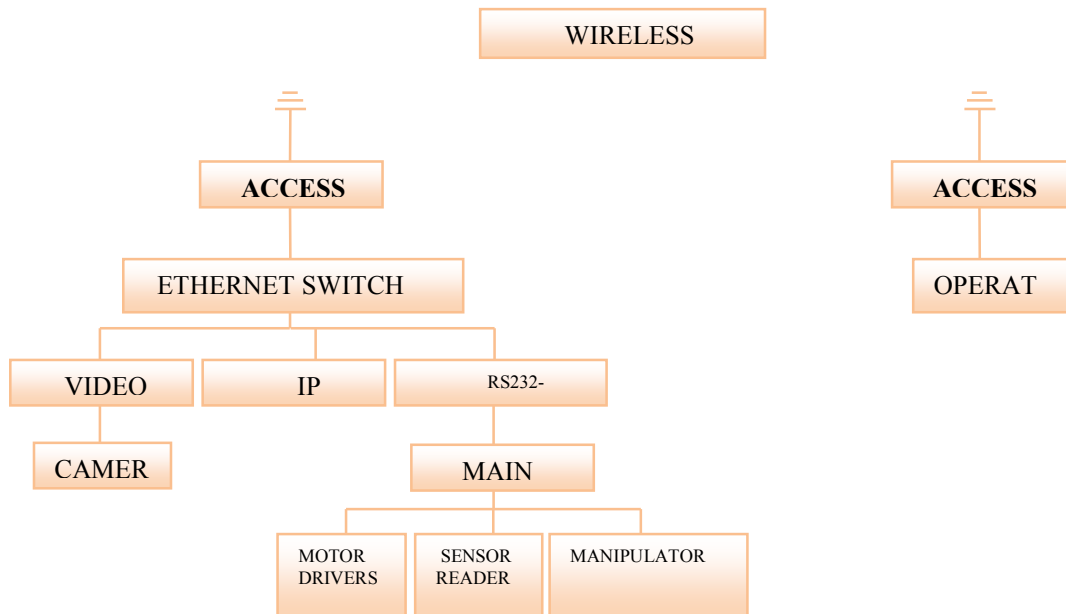 WIRELESS
ACCESS
ACCESS
ETHERNET SWITCH
OPERAT
VIDEO
IP
RS232-
CAMER
MAIN
MOTOR
DRIVERS
SENSOR
READER
MANIPULATOR